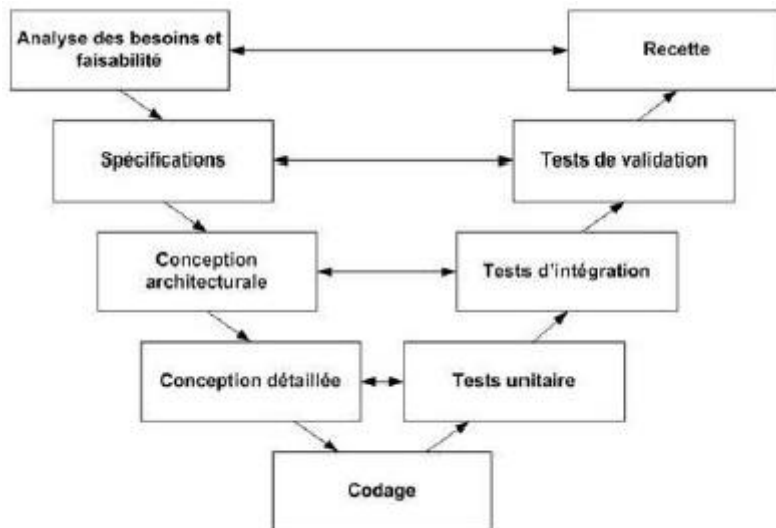 Analyse des besoins et
faisabilité
Recette
Spécifications
Tests de validation
Conception
architecturale
Tests d'intégration
Conception détaillée
Tests unitaire
Codage